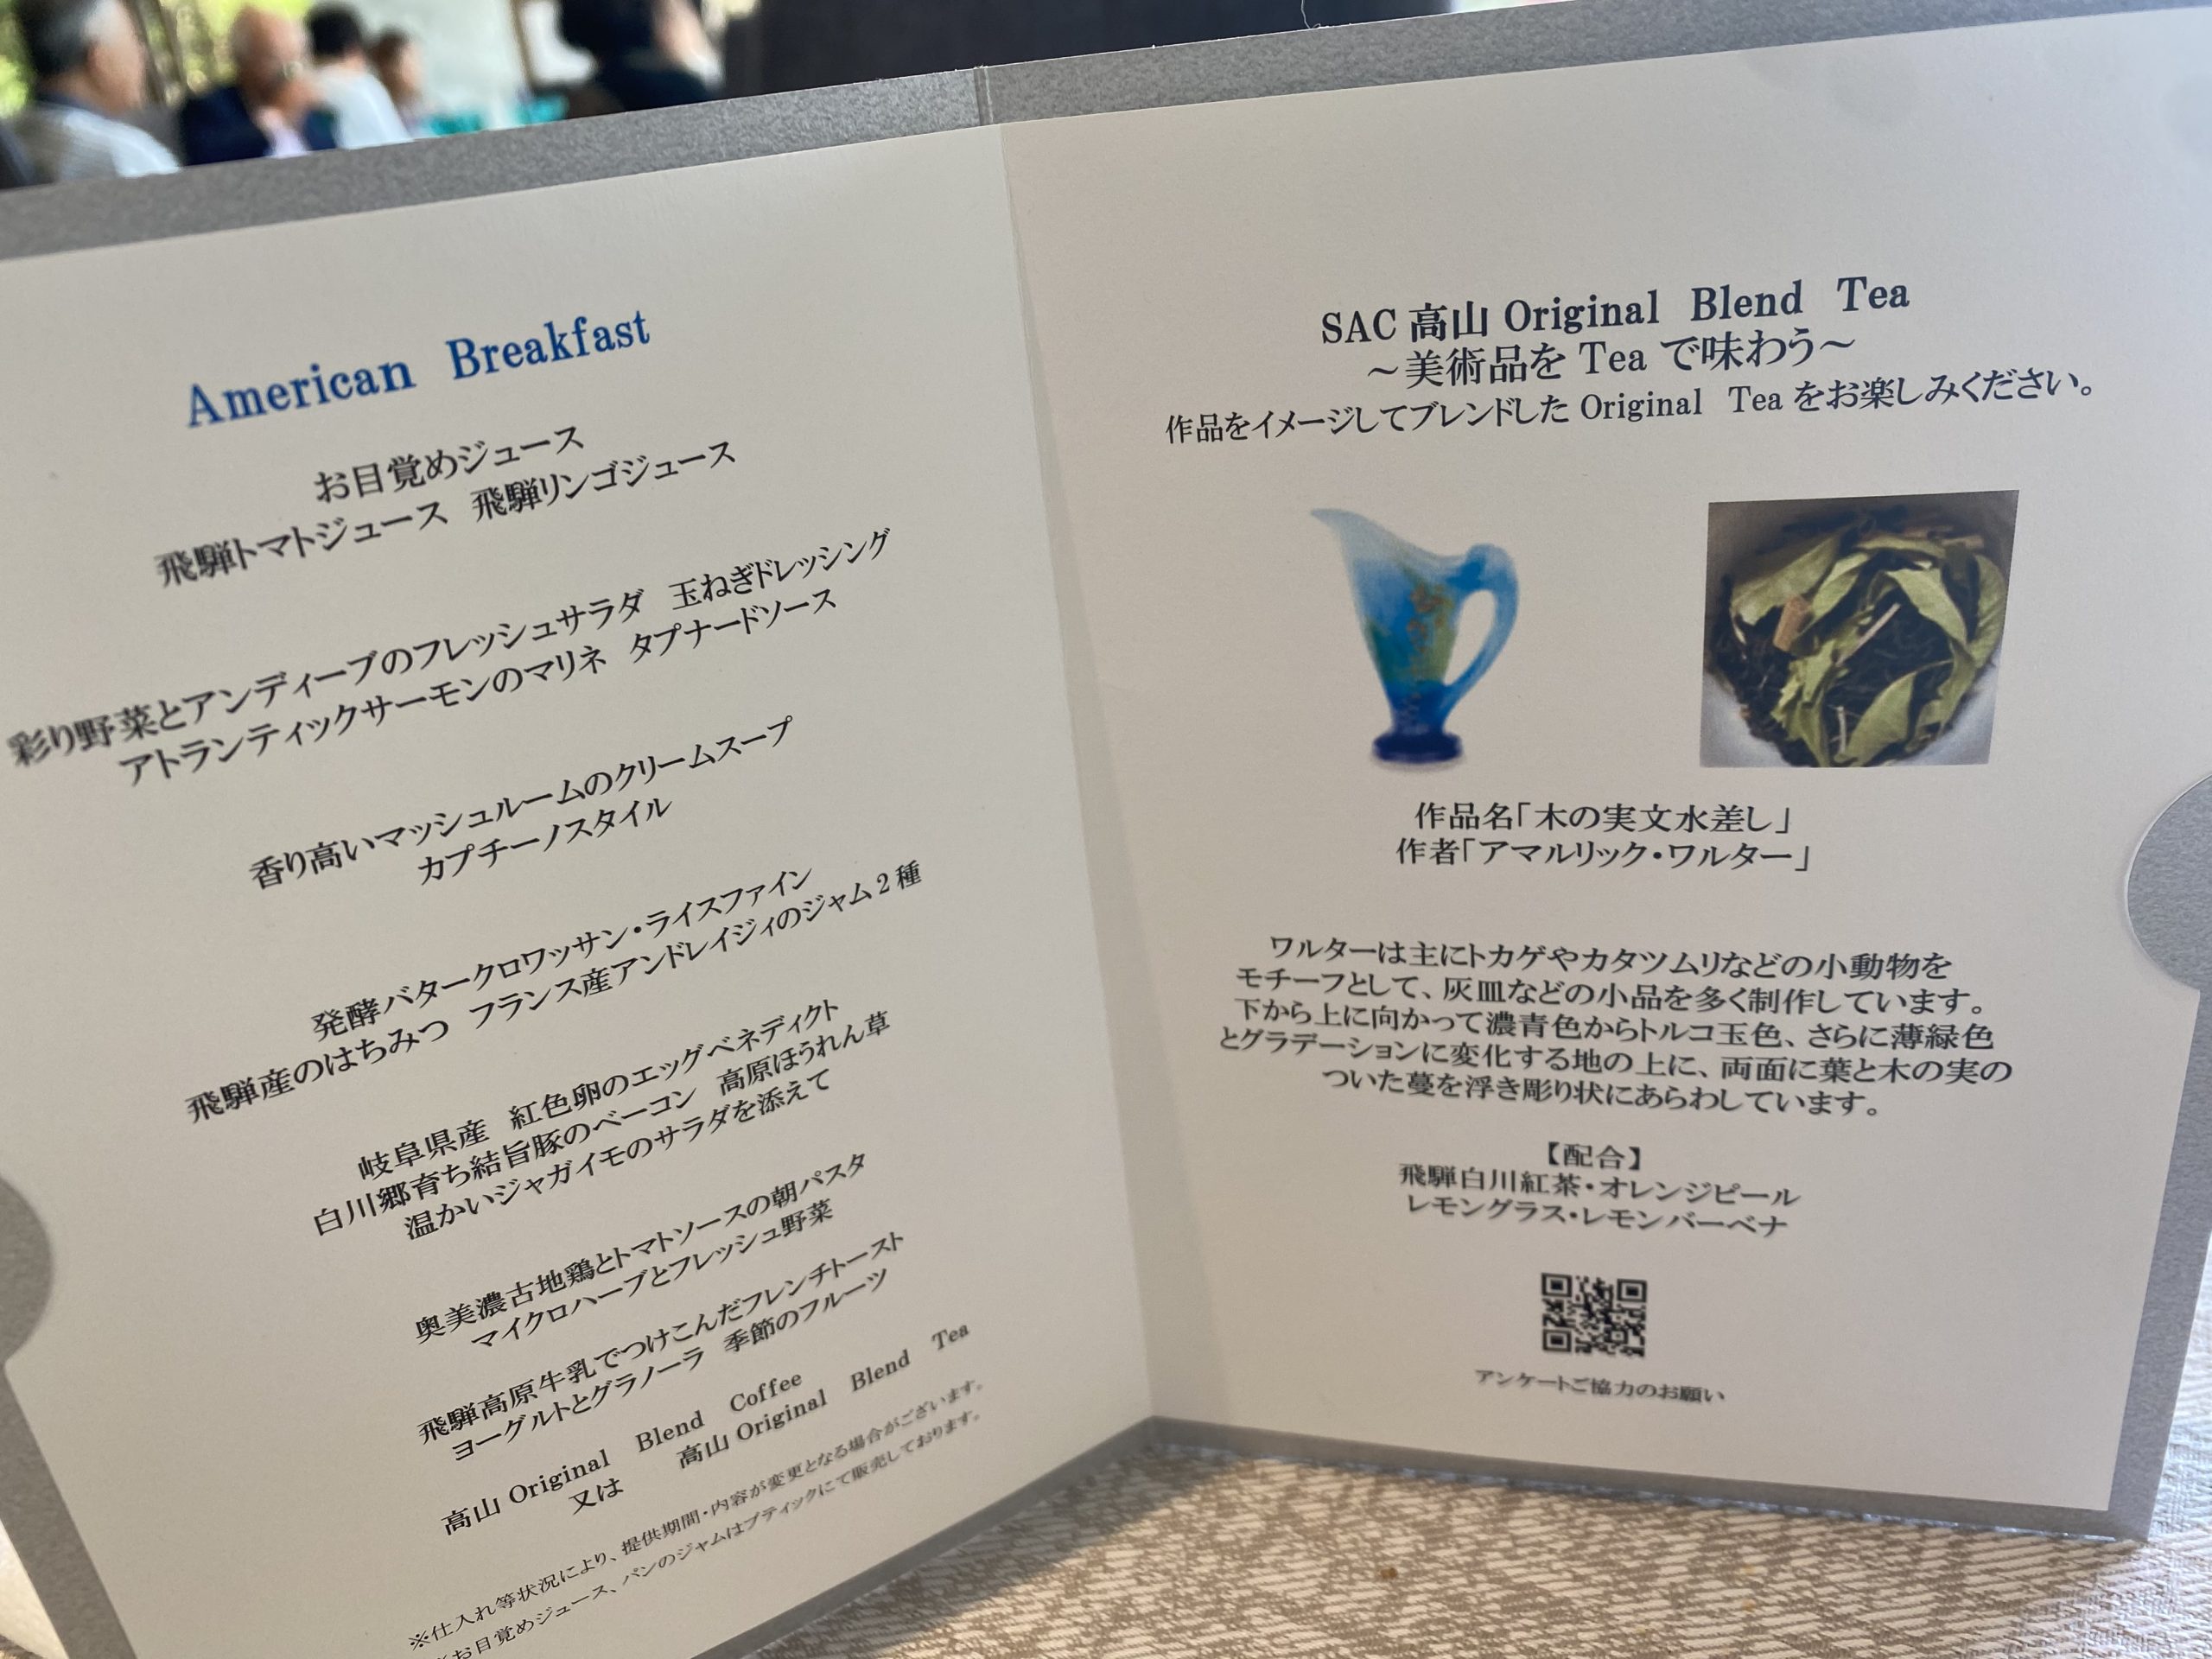 American Breakfast
お目覚めジュース
飛騨トマトジュース 飛騨リンゴジュース
彩り野菜とアンディーブのフレッシュサラダ 玉ねぎドレッシング
アトランティックサーモンのマリネ タプナードソース
香り高いマッシュルームのクリームスープ
カプチーノスタイル
発酵バタークロワッサン・ライスファイン
飛騨産のはちみつ フランス産アンドレイジィのジャム2種
岐阜県産 紅色卵のエッグベネディクト
白川郷育ち結旨豚のベーコン 高原ほうれん草
温かいジャガイモのサラダを添えて
奥美濃古地鶏とトマトソースの朝パスタ
マイクロハーブとフレッシュ野菜
飛騨高原牛乳でつけこんだフレンチトースト
ヨーグルトとグラノーラ 季節のフルーツ
高山 Original Blend Coffee
又は 高山 Original Blend Tea
※仕入れ等状況により、提供期間・内容が変更となる場合がございます。
お目覚めジュース、パンのジャムはブティックにて販売しております。
SAC 高山 Original Blend Tea
～美術品を Tea で味わう～
作品をイメージしてブレンドした Original Tea をお楽しみください。
作品名「木の実文水差し」
作者「アマルリック・ワルター」
ワルターは主にトカゲやカタツムリなどの小動物を
モチーフとして、灰皿などの小品を多く制作しています。
下から上に向かって濃青色からトルコ玉色、さらに薄緑色
とグラデーションに変化する地の上に、両面に葉と木の実の
ついた蔓を浮き彫り状にあらわしています。
【配合】
飛騨白川紅茶・オレンジピール
レモングラス・レモンバーベナ
アンケートご協力のお願い